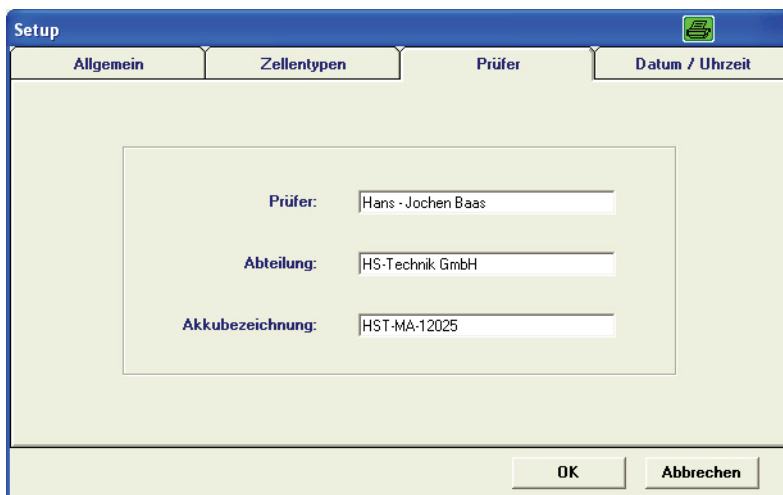 Setup
Allgemein Zellentypen Prüfer Datum / Uhrzeit
Prüfer: Hans - Jochen Baas
Abteilung: HS-Technik GmbH
Akkubezeichnung: HST-MA-12025
OK Abbrechen